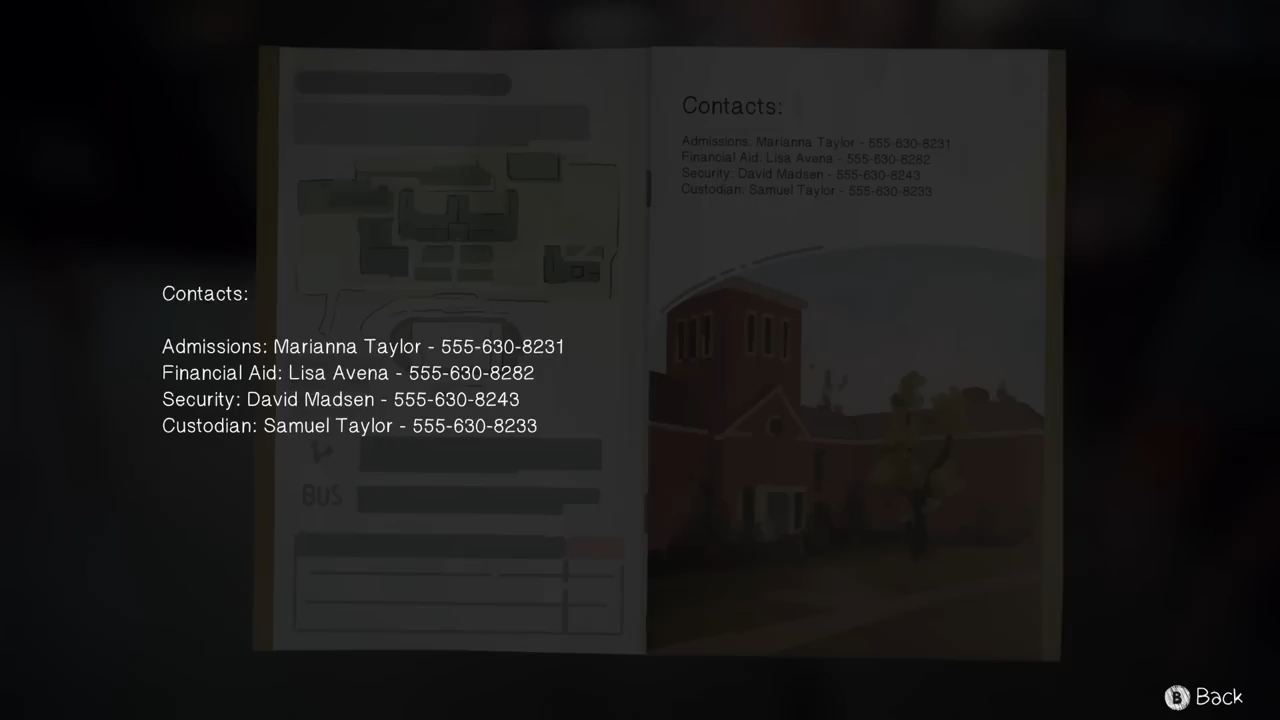 Contacts:
Admissions: Marianna Taylor - 555-630-8231
Financial Aid: Lisa Avena - 555-630-8282
Security: David Madsen - 555-630-8243
Custodian: Samuel Taylor - 555-630-8233
Contacts:
Admissions: Marianna Taylor - 555-630-8231
Financial Aid: Lisa Avena - 555-630-8282
Security: David Madsen - 555-630-8243
Custodian: Samuel Taylor - 555-630-8233
BUS
B Back